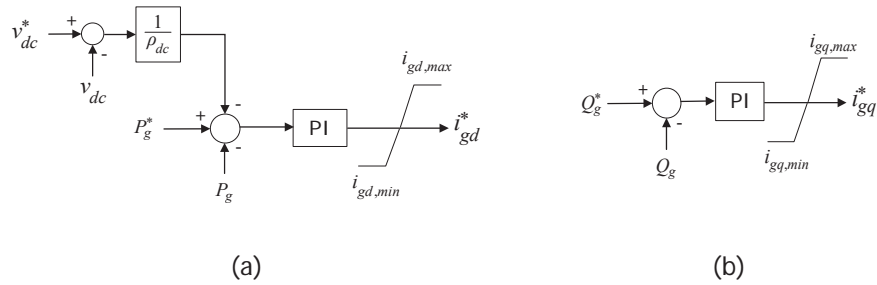 v*dc
+
-
vdc
1
ρdc
-
P*g
+
-
Pg
PI
igd,max
igd,min
i*gd
(a)
Q*g
+
-
Qg
PI
igq,max
igq,min
i*gq
(b)